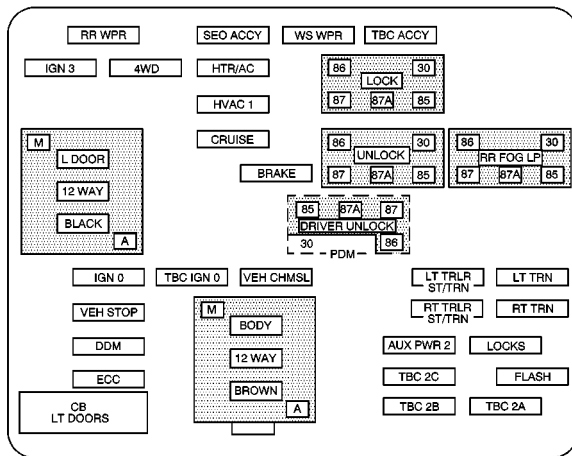 RR WPR
SEO ACCY
WS WPR
TBC ACCY
IGN 3
4WD
HTR/AC
86
30
LOCK
87
87A
85
HVAC 1
CRUISE
M
L DOOR
12 WAY
BLACK
A
86
30
UNLOCK
87
87A
85
86
30
RR FOG LP
87
87A
85
BRAKE
85
87A
87
DRIVER UNLOCK
30
86
PDM
IGN 0
TBC IGN 0
VEH CHMSL
LT TRLR
ST/TRN
LT TRN
VEH STOP
M
BODY
12 WAY
BROWN
A
RT TRLR
ST/TRN
RT TRN
DDM
AUX PWR 2
LOCKS
ECC
TBC 2C
FLASH
CB
LT DOORS
TBC 2B
TBC 2A